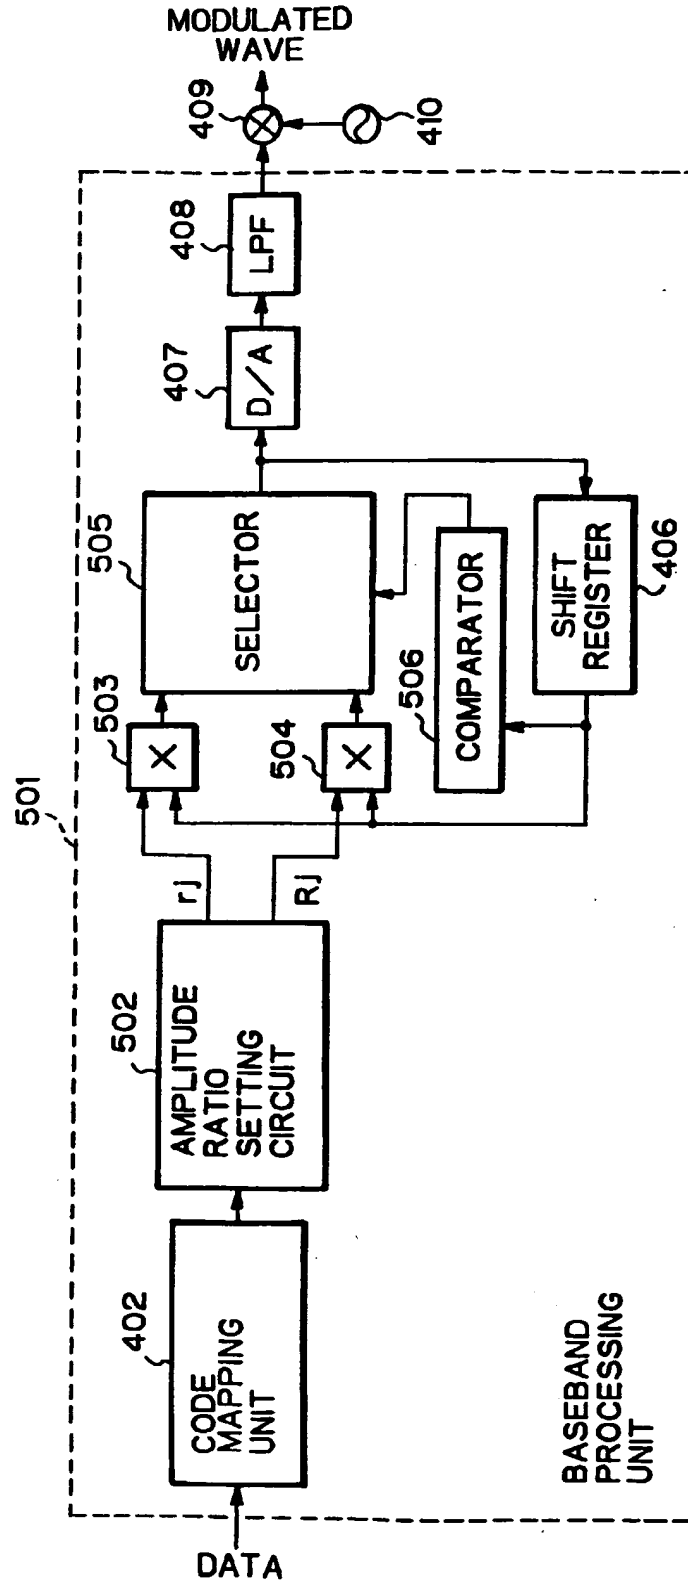 501
BASEBAND
PROCESSING
UNIT
DATA
402
CODE
MAPPING
UNIT
502
AMPLITUDE
RATIO
SETTING
CIRCUIT
rj
Rj
503
X
504
X
505
SELECTOR
506
COMPARATOR
SHIFT
REGISTER
406
407
D/A
408
LPF
409
410
MODULATED
WAVE